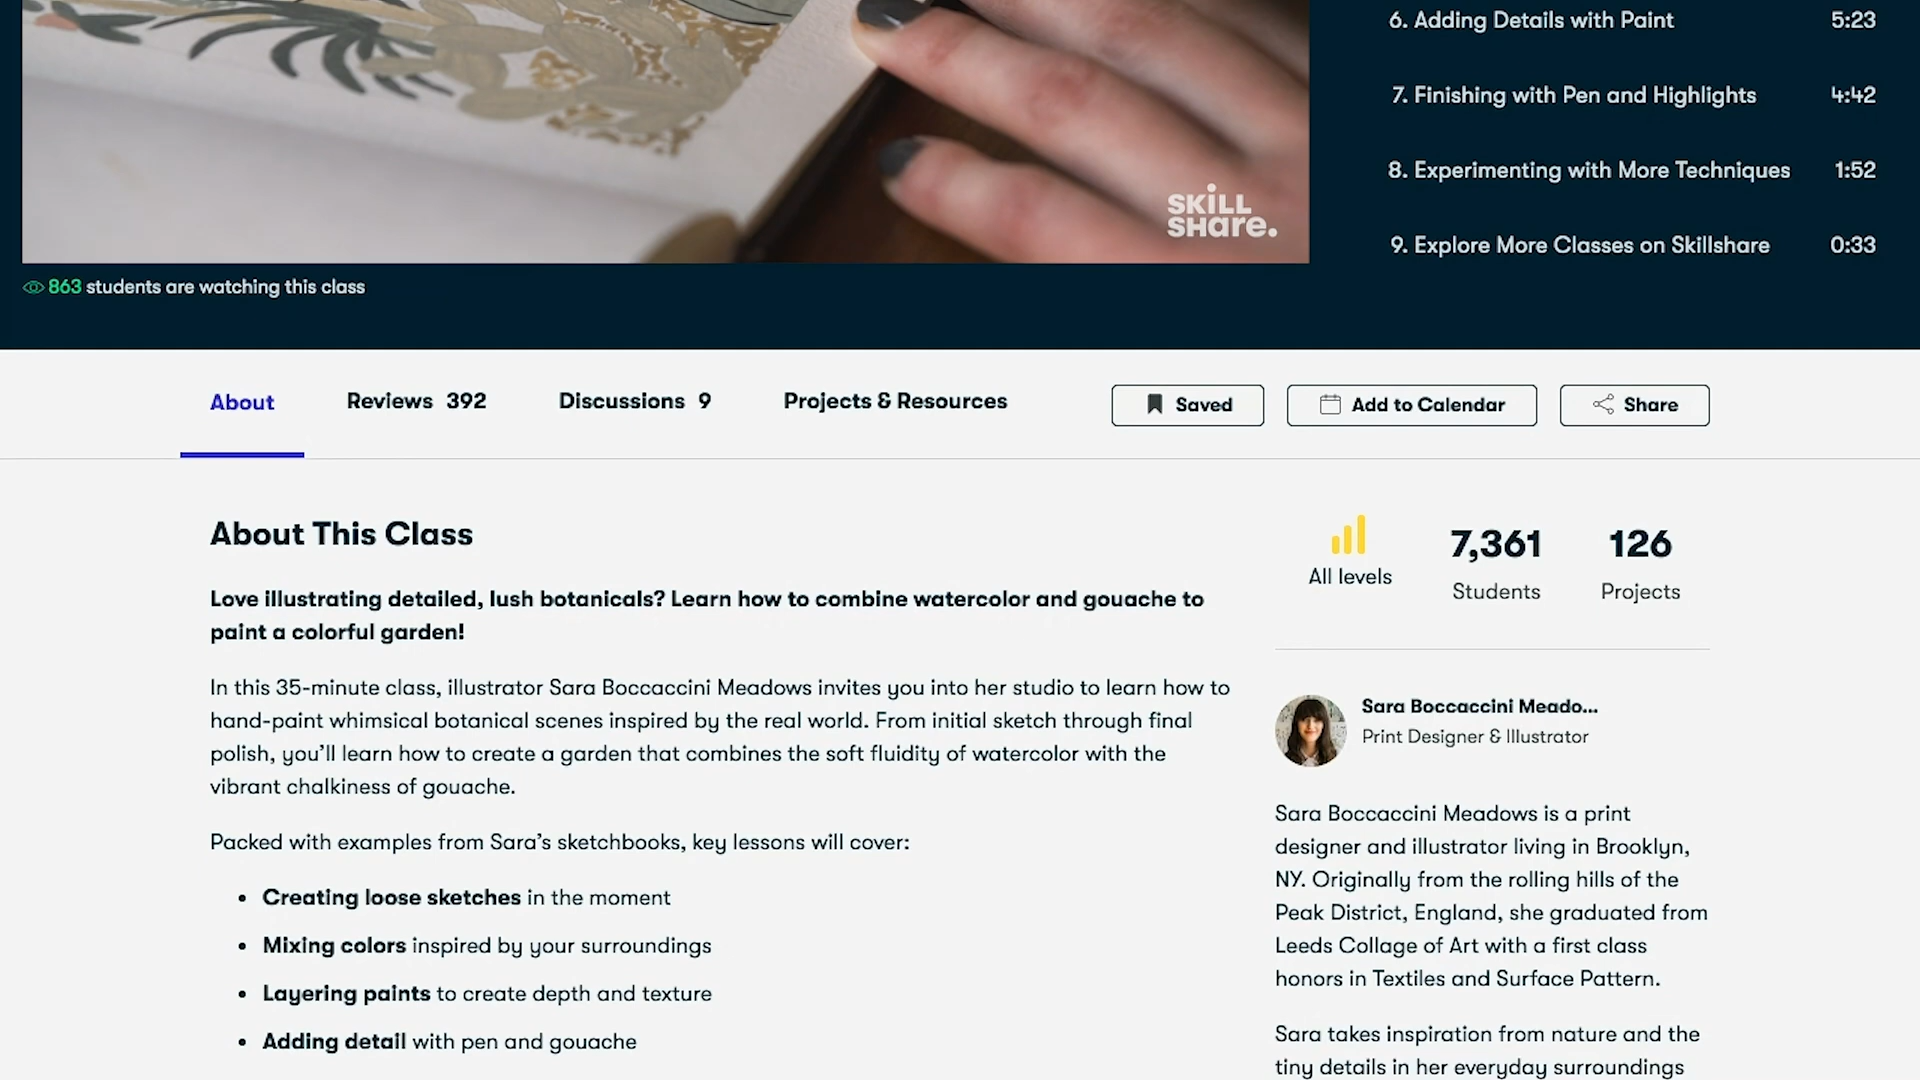 6. Adding Details with Paint 5:23
7. Finishing with Pen and Highlights 4:42
8. Experimenting with More Techniques 1:52
9. Explore More Classes on Skillshare 0:33
SKILL
SHare.
863 students are watching this class
About Reviews 392 Discussions 9 Projects & Resources Saved Add to Calendar Share
About This Class
Love illustrating detailed, lush botanicals? Learn how to combine watercolor and gouache to
paint a colorful garden!
In this 35-minute class, illustrator Sara Boccaccini Meadows invites you into her studio to learn how to
hand-paint whimsical botanical scenes inspired by the real world. From initial sketch through final
polish, you’ll learn how to create a garden that combines the soft fluidity of watercolor with the
vibrant chalkiness of gouache.
Packed with examples from Sara’s sketchbooks, key lessons will cover:
• Creating loose sketches in the moment
• Mixing colors inspired by your surroundings
• Layering paints to create depth and texture
• Adding detail with pen and gouache
All levels
7,361
Students
126
Projects
Sara Boccaccini Meado...
Print Designer & Illustrator
Sara Boccaccini Meadows is a print
designer and illustrator living in Brooklyn,
NY. Originally from the rolling hills of the
Peak District, England, she graduated from
Leeds Collage of Art with a first class
honors in Textiles and Surface Pattern.
Sara takes inspiration from nature and the
tiny details in her everyday surroundings